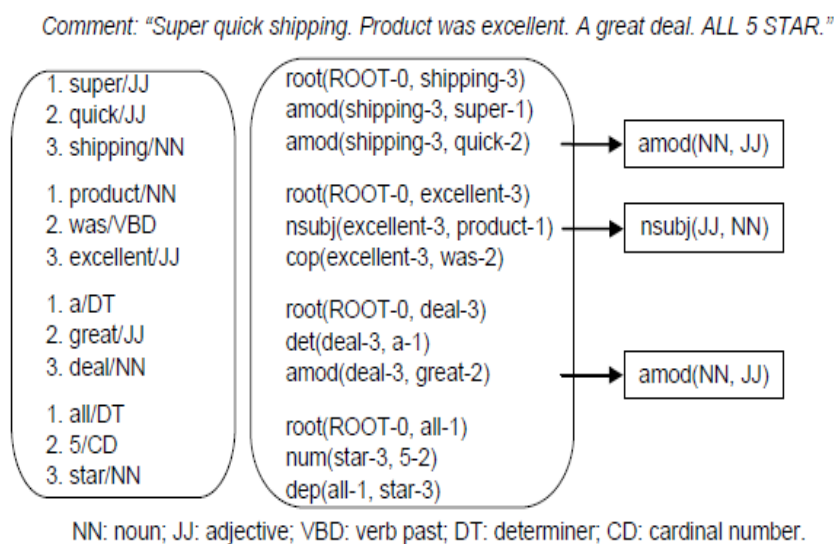 Comment: “Super quick shipping. Product was excellent. A great deal. ALL 5 STAR.”
1. super/JJ
2. quick/JJ
3. shipping/NN
1. product/NN
2. was/VBD
3. excellent/JJ
1. a/DT
2. great/JJ
3. deal/NN
1. all/DT
2. 5/CD
3. star/NN
root(ROOT-0, shipping-3)
amod(shipping-3, super-1)
amod(shipping-3, quick-2)
root(ROOT-0, excellent-3)
nsubj(excellent-3, product-1)
cop(excellent-3, was-2)
root(ROOT-0, deal-3)
det(deal-3, a-1)
amod(deal-3, great-2)
root(ROOT-0, all-1)
num(star-3, 5-2)
dep(all-1, star-3)
amod(NN, JJ)
nsubj(JJ, NN)
amod(NN, JJ)
NN: noun; JJ: adjective; VBD: verb past; DT: determiner; CD: cardinal number.